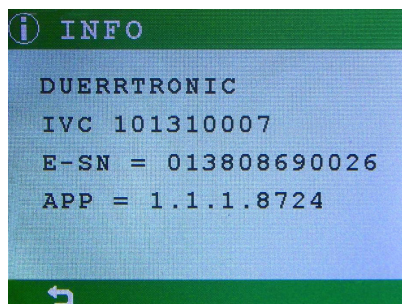 INFO
DUERRTRONIC
IVC 101310007
E-SN = 013808690026
APP = 1.1.1.8724